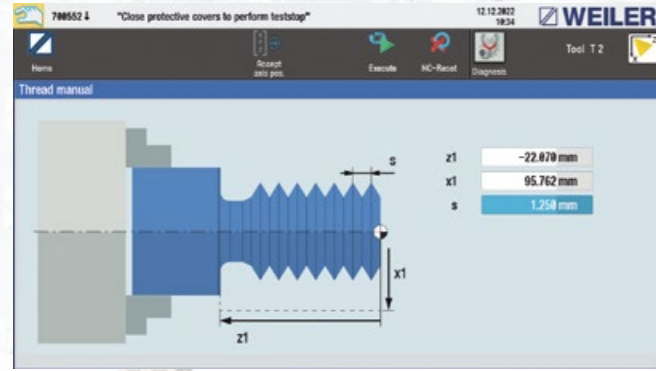 700552 ↓ "Close protective covers to perform teststop" 12.12.2022 10:34 WEILER
Home Accept axis pos. Execute NC-Reset Diagnosis Tool T 2
Thread manual
s z1 -22.070 mm
x1 95.762 mm
s 1.250 mm
x1
z1